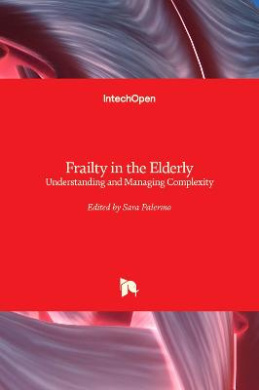 IntechOpen
Frailty in the Elderly
Understanding and Managing Complexity
Edited by Sara Palermo